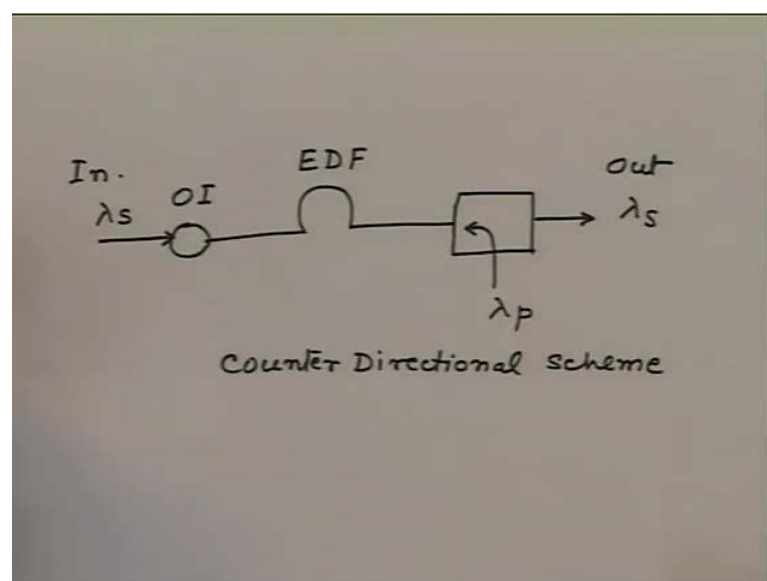 In.
λs
OI
EDF
Out
λs
λp
Counter Directional Scheme